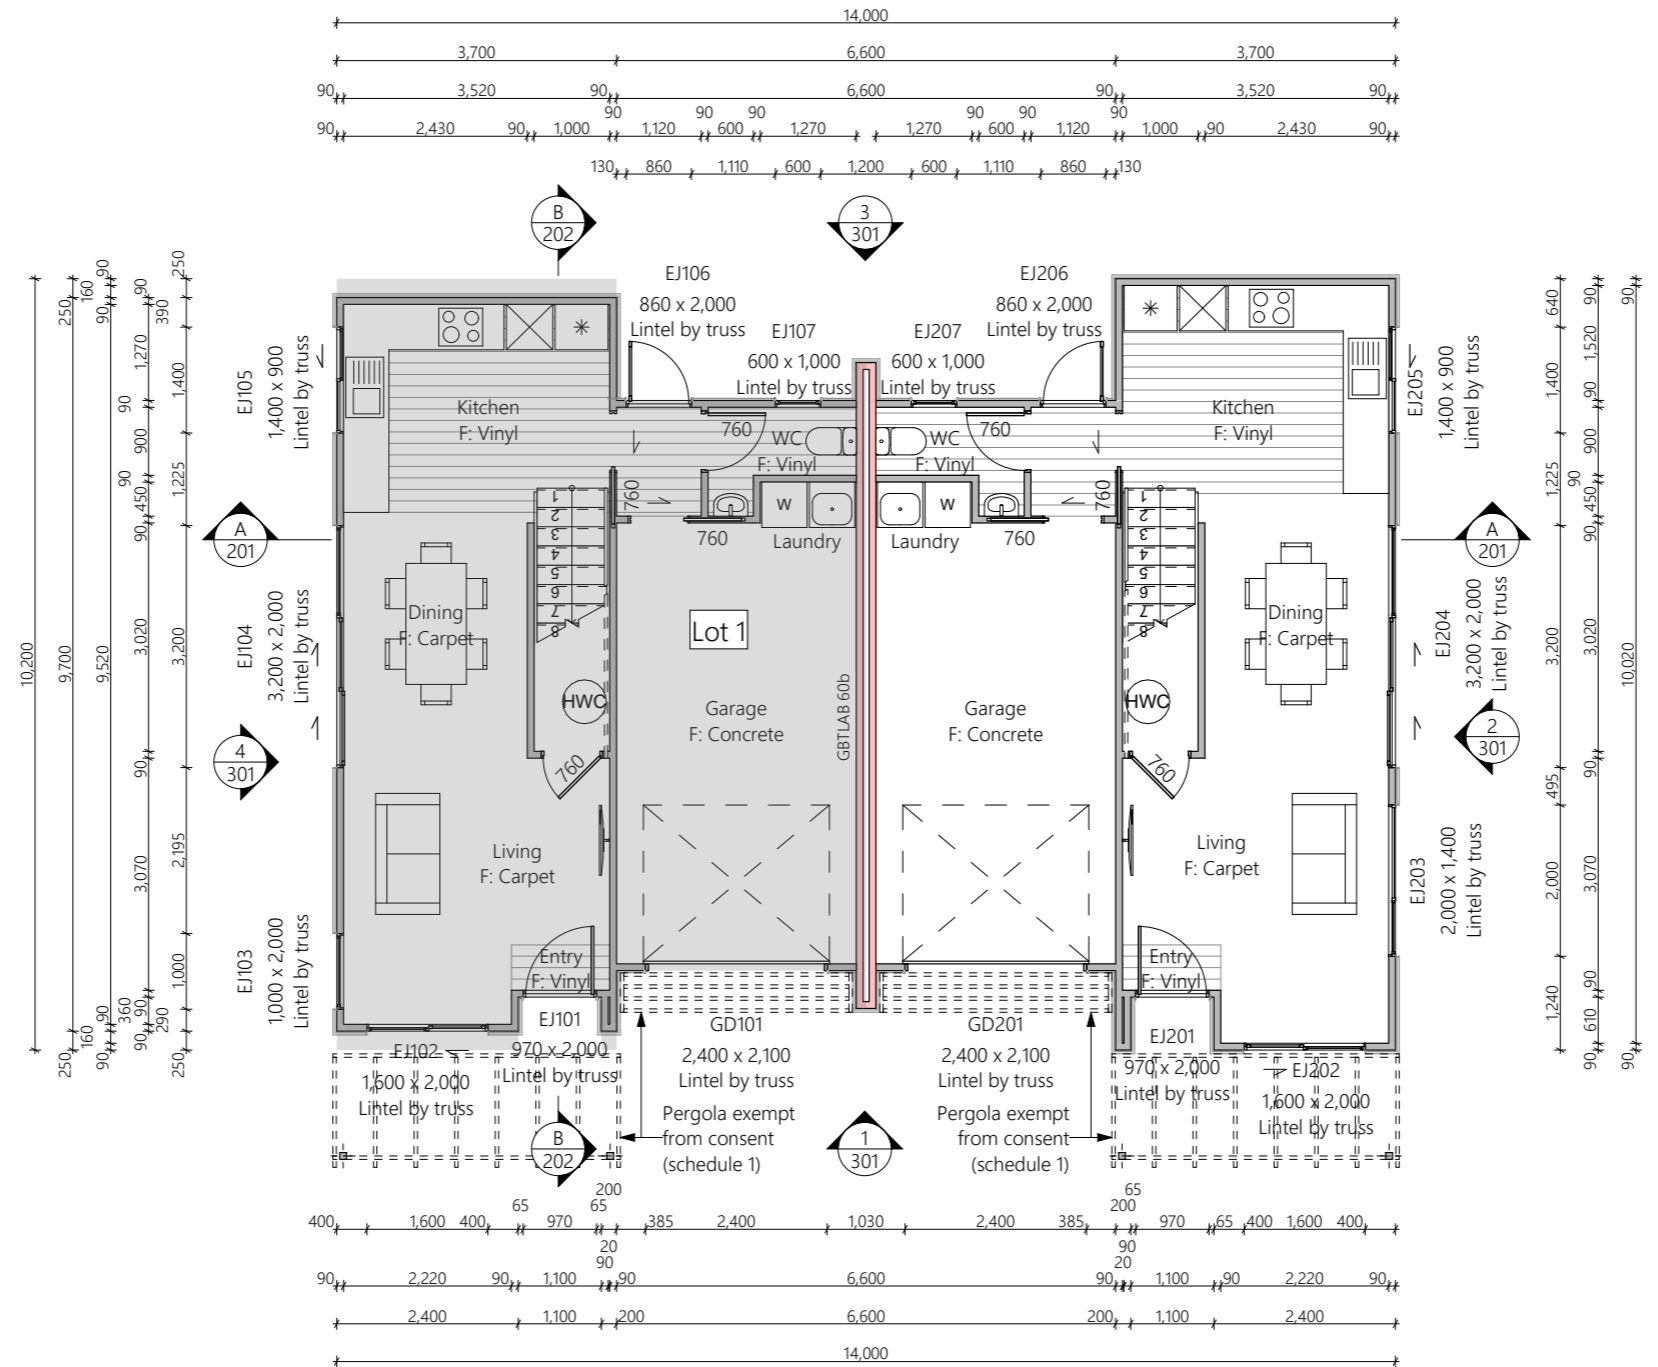 14,000
3,700 6,600 3,700
90 3,520 90 6,600 90 3,520 90
90 90 90 90 90 90
90 2,430 90 1,000 1,120 600 1,270 1,270 600 1,120 1,000 90 2,430 90
130 860 1,110 600 1,200 600 1,110 860 130
B
202
3
301
EJ106
860 x 2,000
Lintel by truss
EJ107
600 x 1,000
Lintel by truss
EJ206
860 x 2,000
Lintel by truss
EJ207
600 x 1,000
Lintel by truss
10,200
250 9,700 250
90 160 90 9,520 90 160 90
90 1,270 90 900 90 450 90 3,020 90 3,070 90 360 90
250 390 1,400 1,225 3,200 2,195 1,000 290 250
EJ105
1,400 x 900
Lintel by truss
EJ104
3,200 x 2,000
Lintel by truss
EJ103
1,000 x 2,000
Lintel by truss
A
201
4
301
Kitchen
F: Vinyl
760
WC
F: Vinyl
760
W
760
Laundry
1
2
3
4
5
6
7
8
Dining
F: Carpet
HWC
760
Lot 1
Garage
F: Concrete
GBTLAB 60b
Living
F: Carpet
Entry
F: Vinyl
Kitchen
F: Vinyl
760
WC
F: Vinyl
760
W
760
Laundry
1
2
3
4
5
6
7
8
Dining
F: Carpet
HWC
760
Garage
F: Concrete
Living
F: Carpet
Entry
F: Vinyl
EJ205
1,400 x 900
Lintel by truss
EJ204
3,200 x 2,000
Lintel by truss
EJ203
2,000 x 1,400
Lintel by truss
A
201
2
301
640 1,400 1,225 3,200 495 2,000 1,240
90 1,520 90 900 90 450 90 3,020 90 3,070 90 610 90
90 10,020 90
EJ102
1,600 x 2,000
Lintel by truss
EJ101
970 x 2,000
Lintel by truss
GD101
2,400 x 2,100
Lintel by truss
Pergola exempt
from consent
(schedule 1)
GD201
2,400 x 2,100
Lintel by truss
Pergola exempt
from consent
(schedule 1)
EJ201
970 x 2,000
Lintel by truss
EJ202
1,600 x 2,000
Lintel by truss
B
202
1
301
200 65
65 65 200
400 1,600 400 970 385 2,400 1,030 2,400 385 970 65 400 1,600 400
20 90
90 20
90 2,220 90 1,100 90 6,600 90 1,100 90 2,220 90
2,400 1,100 200 6,600 200 1,100 2,400
14,000